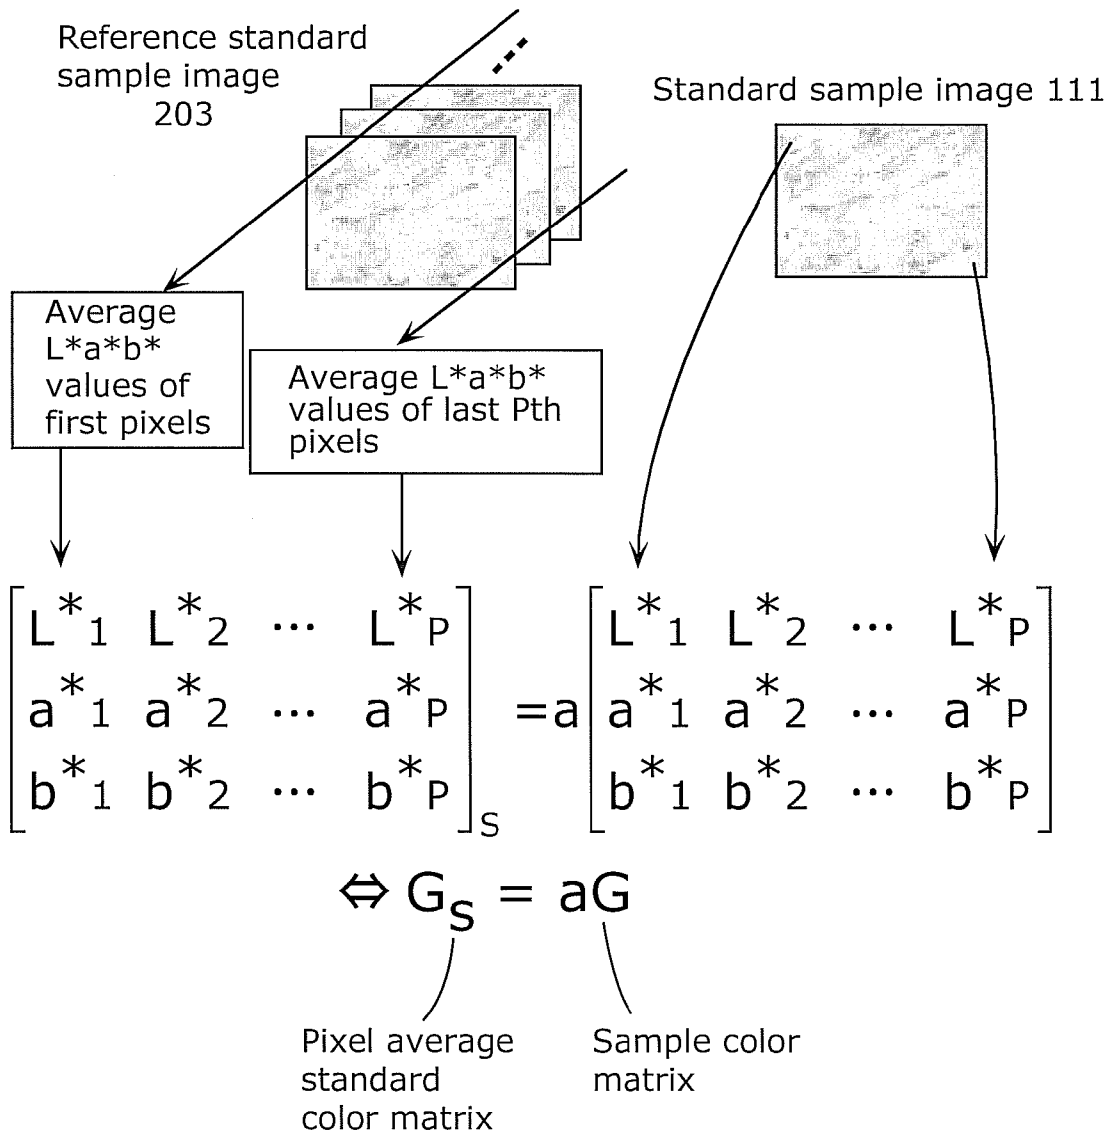 Reference standard
sample image
203
Standard sample image 111
Average
L*a*b*
values of
first pixels
Average L*a*b*
values of last Pth
pixels
L*1 L*2 ··· L*P L*1 L*2 ··· L*P
a*1 a*2 ··· a*P =a a*1 a*2 ··· a*P
b*1 b*2 ··· b*P S b*1 b*2 ··· b*P
⇔ GS = aG
Pixel average
standard
color matrix
Sample color
matrix